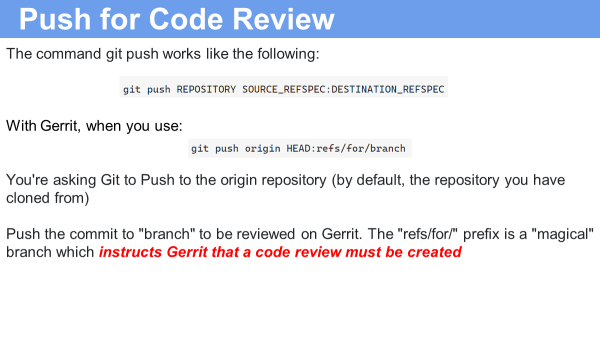 Push for Code Review
The command git push works like the following:
git push REPOSITORY SOURCE_REFSPEC:DESTINATION_REFSPEC
With Gerrit, when you use:
git push origin HEAD:refs/for/branch
You're asking Git to Push to the origin repository (by default, the repository you have
cloned from)
Push the commit to "branch" to be reviewed on Gerrit. The "refs/for/" prefix is a "magical"
branch which instructs Gerrit that a code review must be created